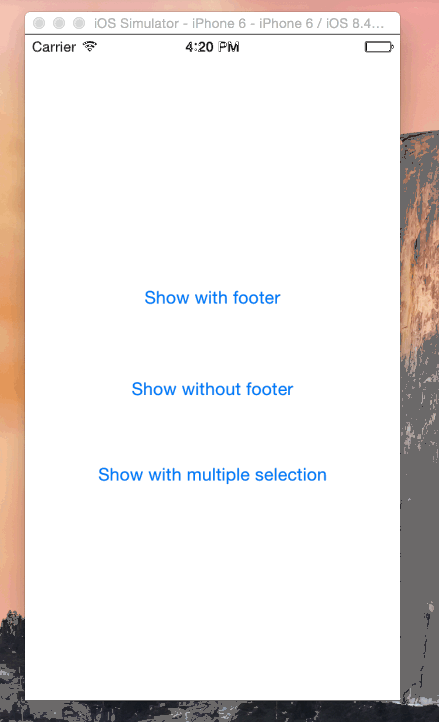 iOS Simulator - iPhone 6 - iPhone 6 / iOS 8.4...
Carrier 4:20 PM
Show with footer
Show without footer
Show with multiple selection